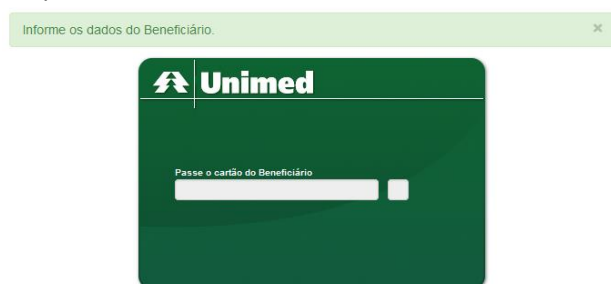 Informe os dados do Beneficiário.
×
Unimed
Passe o cartão do Beneficiário